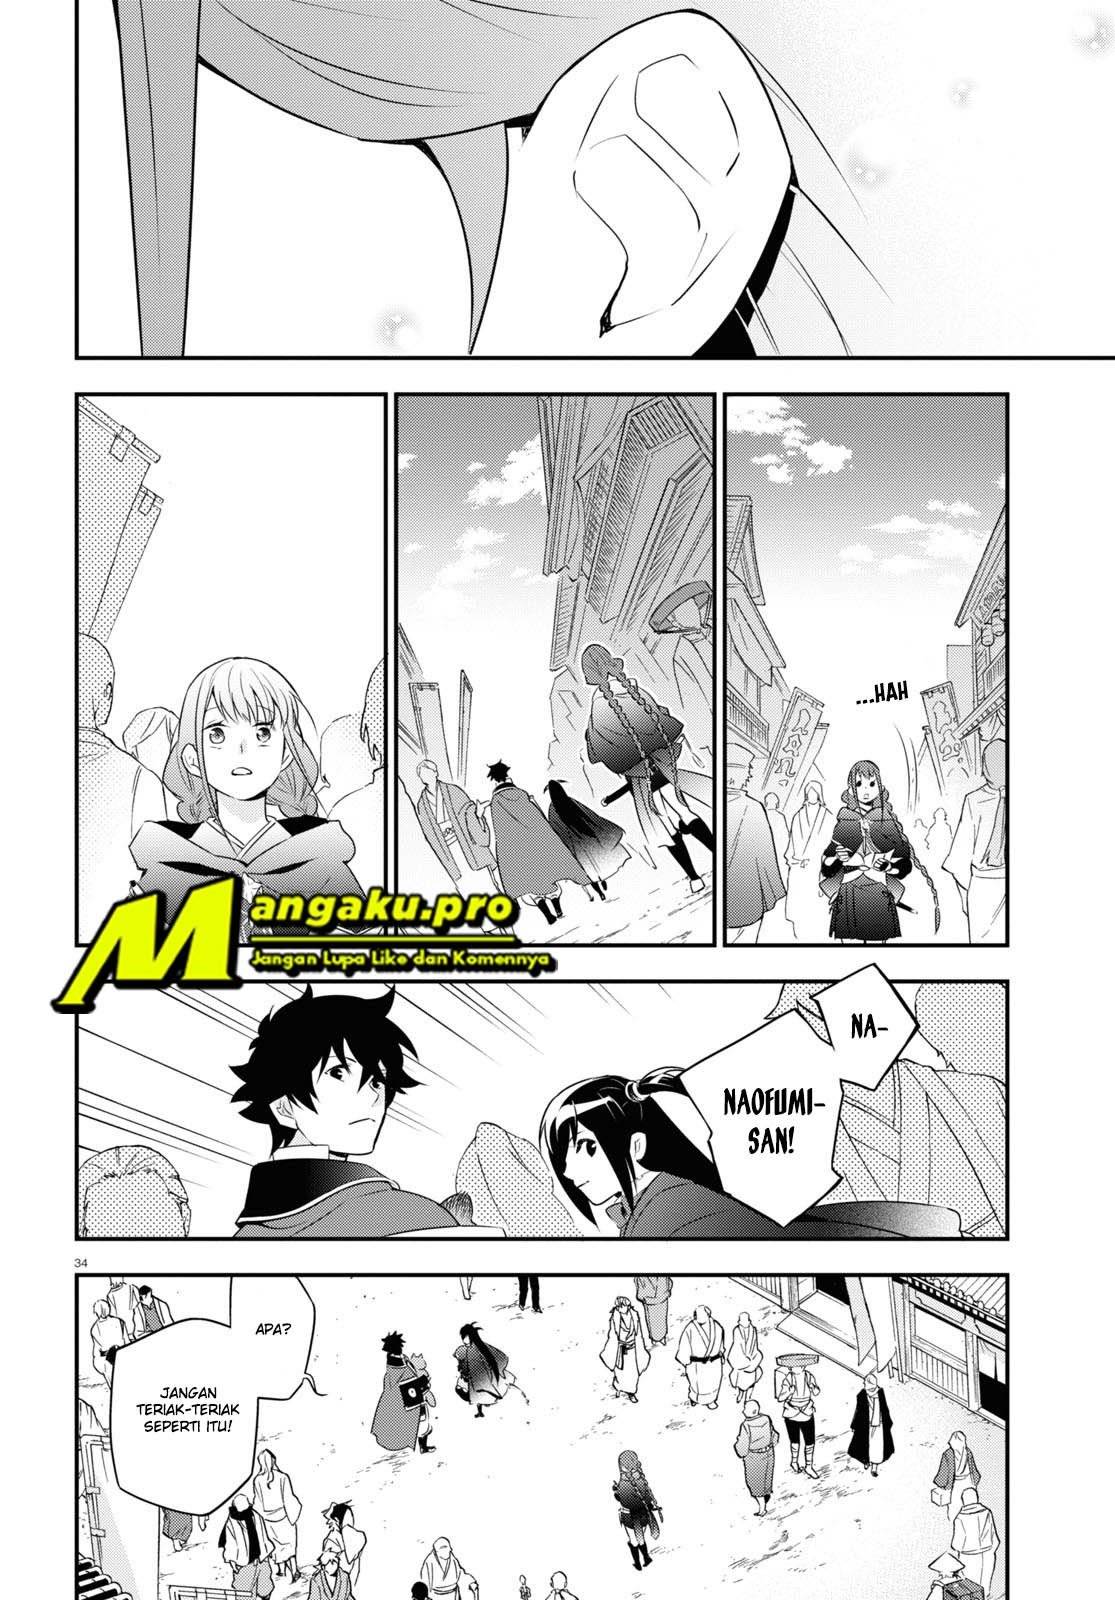 ...HAH
Mangaku.pro
Jangan Lupa Like dan Komennya
NA-
NAOFUMI-
SAN!
34
APA?
JANGAN
TERIAK-TERIAK
SEPERTI ITU!